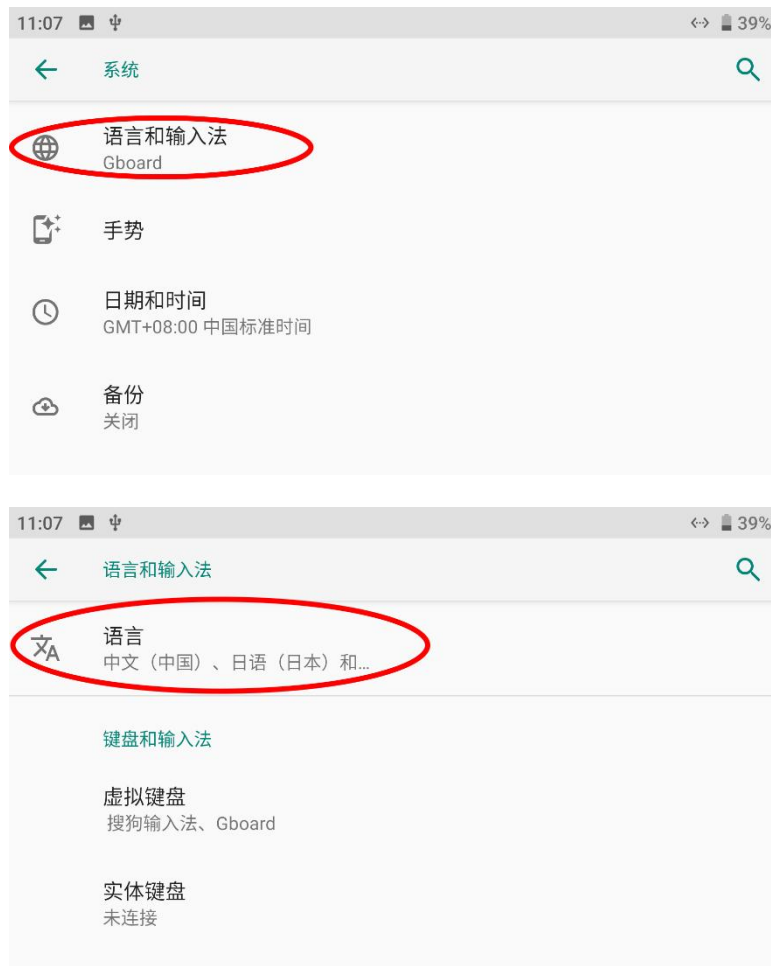 11:07 39%
系统
语言和输入法
Gboard
手势
日期和时间
GMT+08:00 中国标准时间
备份
关闭
11:07 39%
语言和输入法
语言
中文（中国）、日语（日本）和...
键盘和输入法
虚拟键盘
搜狗输入法、Gboard
实体键盘
未连接